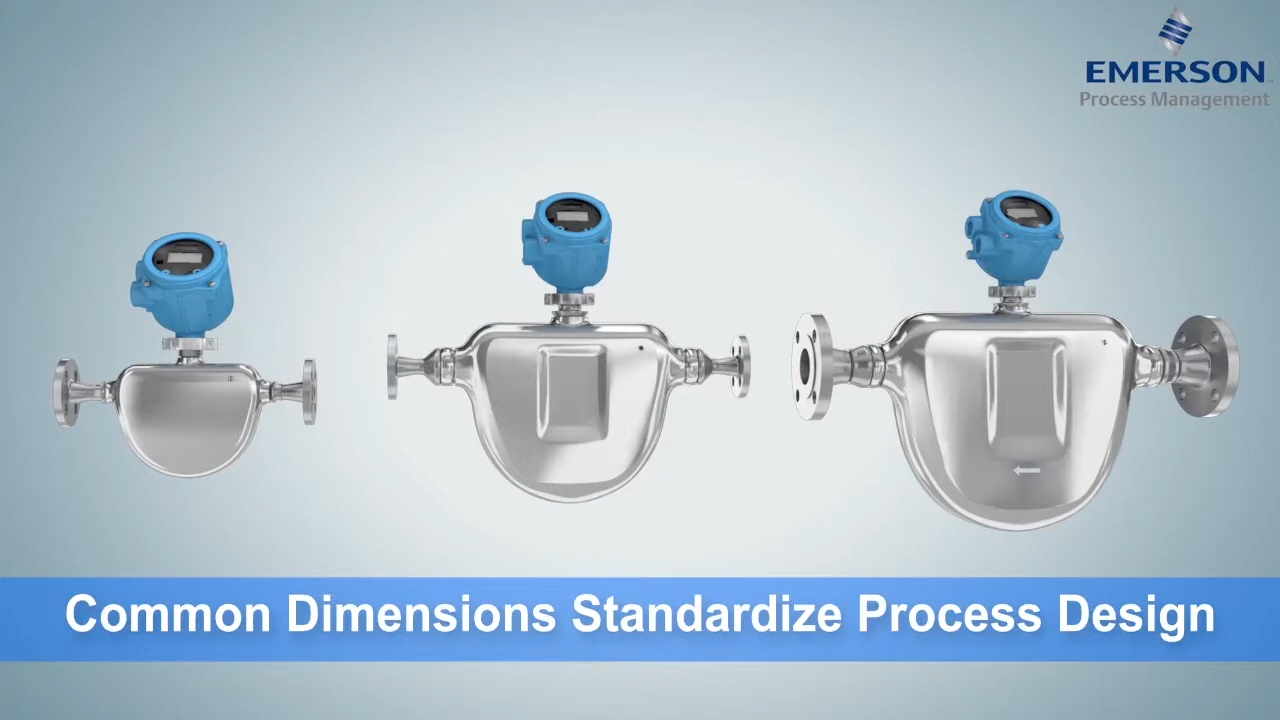 EMERSON
Process Management
Common Dimensions Standardize Process Design